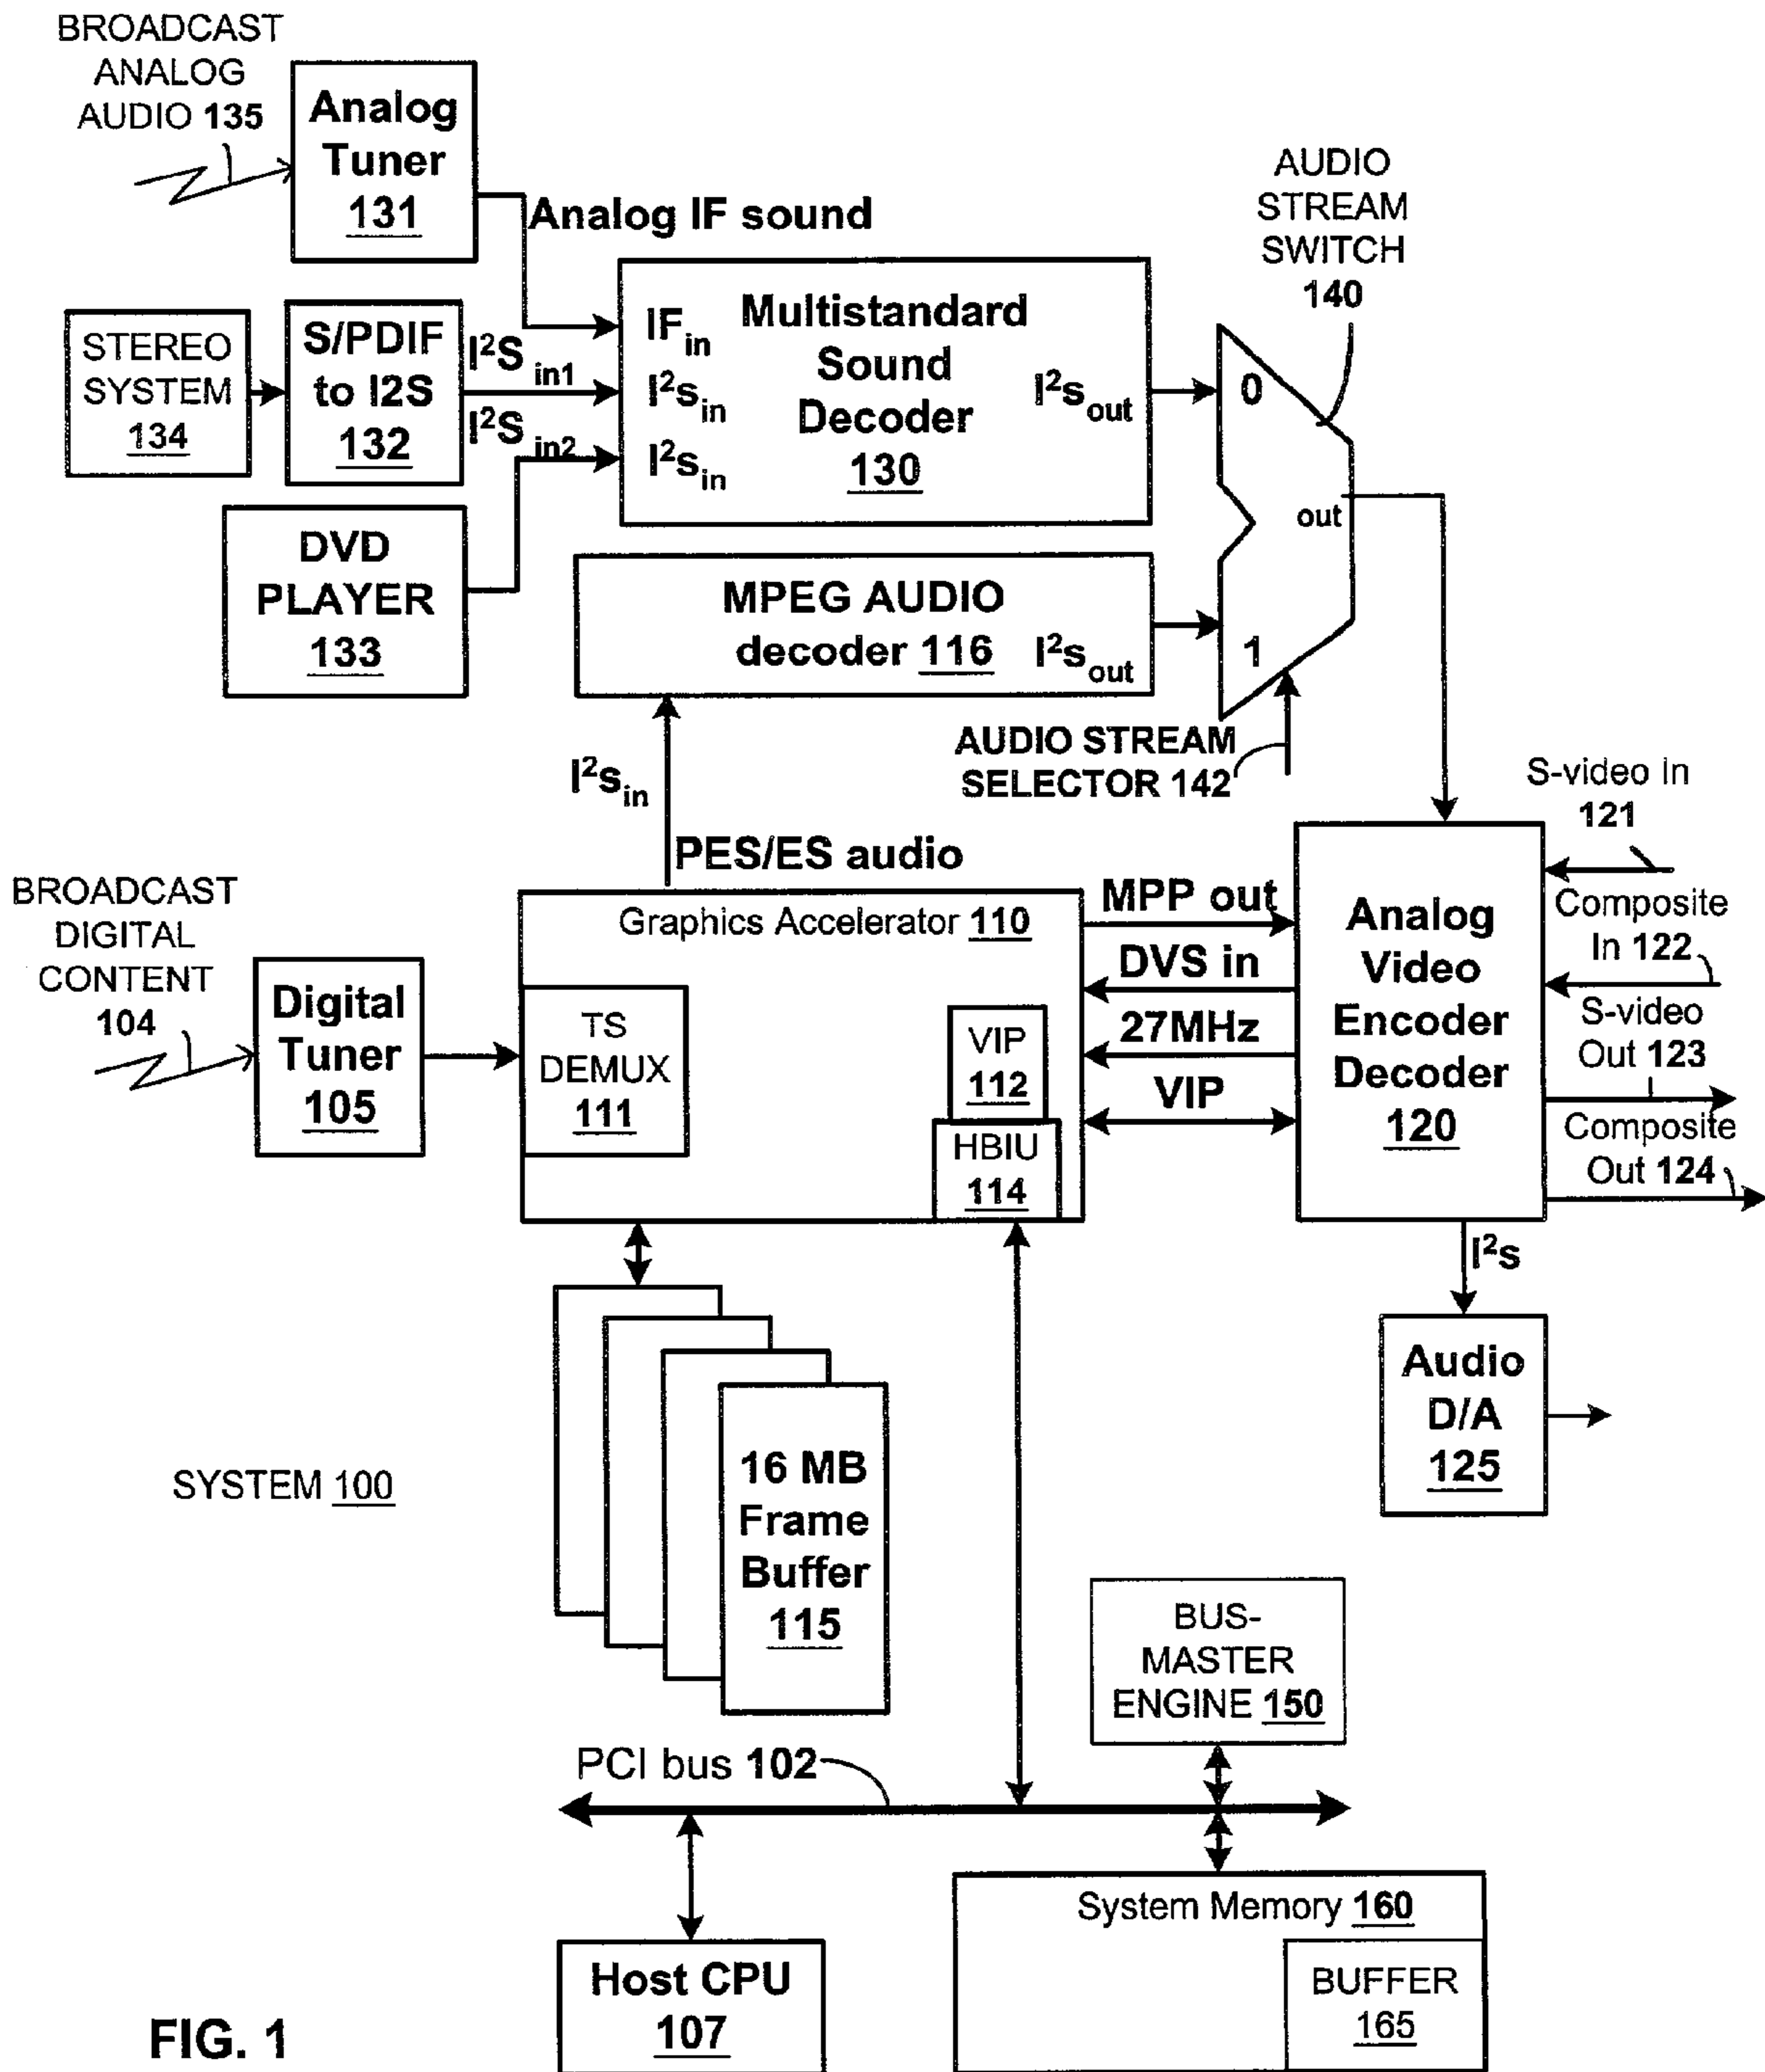 BROADCAST
ANALOG
AUDIO 135
Analog
Tuner
131
Analog IF sound
AUDIO
STREAM
SWITCH
140
STEREO
SYSTEM
134
S/PDIF
to I2S
132
I²S in1
I²S in2
IFin
I²sin
I²sin
Multistandard
Sound
Decoder
130
I²sout
0
out
1
DVD
PLAYER
133
MPEG AUDIO
decoder 116
I²sout
AUDIO STREAM
SELECTOR 142
I²sin
PES/ES audio
S-video In
121
Composite
In 122
S-video
Out 123
Composite
Out 124
BROADCAST
DIGITAL
CONTENT
104
Digital
Tuner
105
Graphics Accelerator 110
TS
DEMUX
111
VIP
112
HBIU
114
MPP out
DVS in
27MHz
VIP
Analog
Video
Encoder
Decoder
120
I²s
Audio
D/A
125
16 MB
Frame
Buffer
115
SYSTEM 100
BUS-
MASTER
ENGINE 150
PCI bus 102
Host CPU
107
System Memory 160
BUFFER
165
FIG. 1